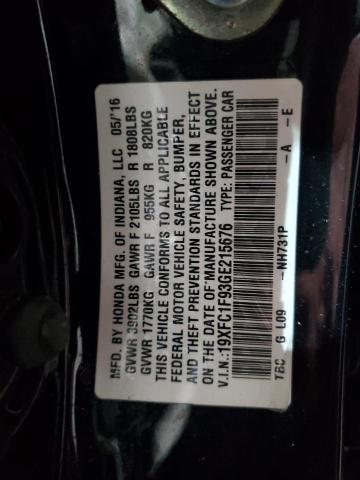 MFD. BY HONDA MFG. OF INDIANA, LLC 05/'16
GVWR 3902LBS GAWR F 2105LBS R 1808LBS
GVWR 1770KG GAWR F 955KG R 820KG
THIS VEHICLE CONFORMS TO ALL APPLICABLE
FEDERAL MOTOR VEHICLE SAFETY, BUMPER,
AND THEFT PREVENTION STANDARDS IN EFFECT
ON THE DATE OF MANUFACTURE SHOWN ABOVE.
V.I.N.:19XFC1F93GE215676 TYPE: PASSENGER CAR
TBC G L09 -NH731P -A -E